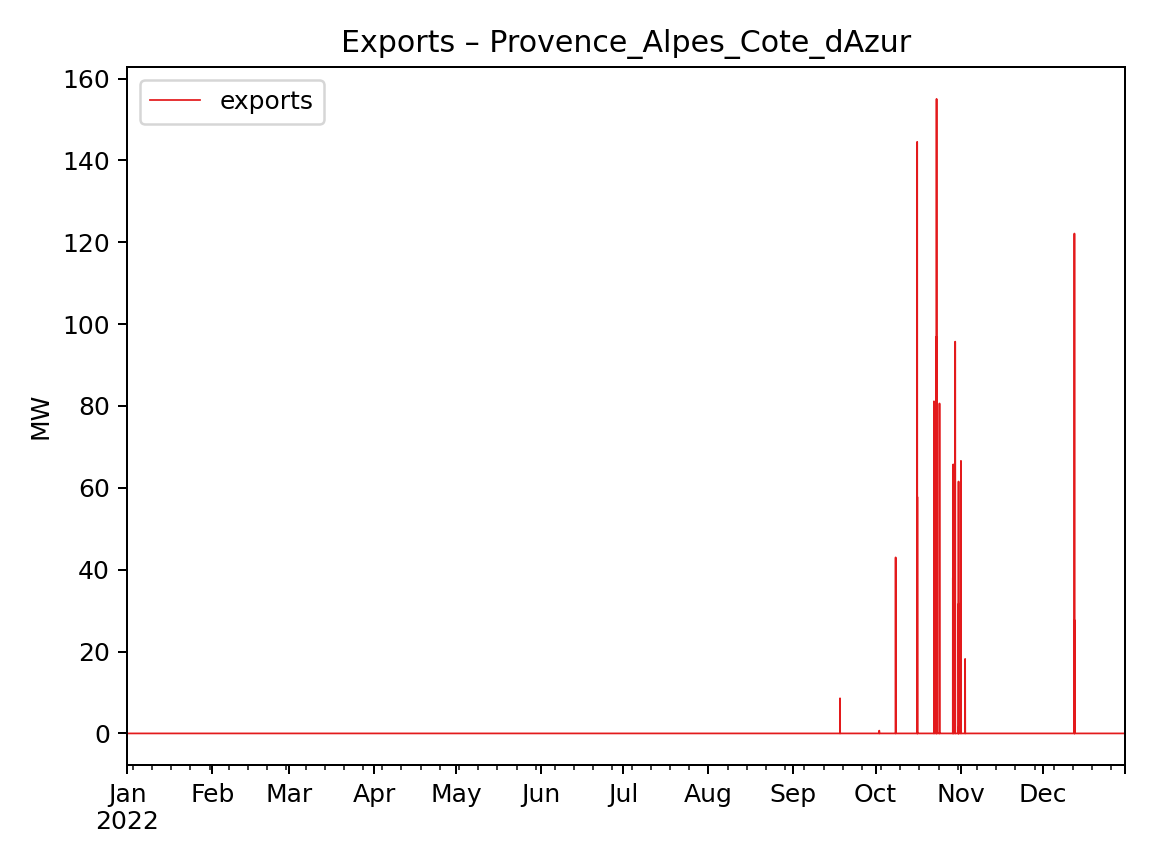 Exports – Provence_Alpes_Cote_dAzur
exports
MW
160
140
120
100
80
60
40
20
0
Jan Feb Mar Apr May Jun Jul Aug Sep Oct Nov Dec
2022